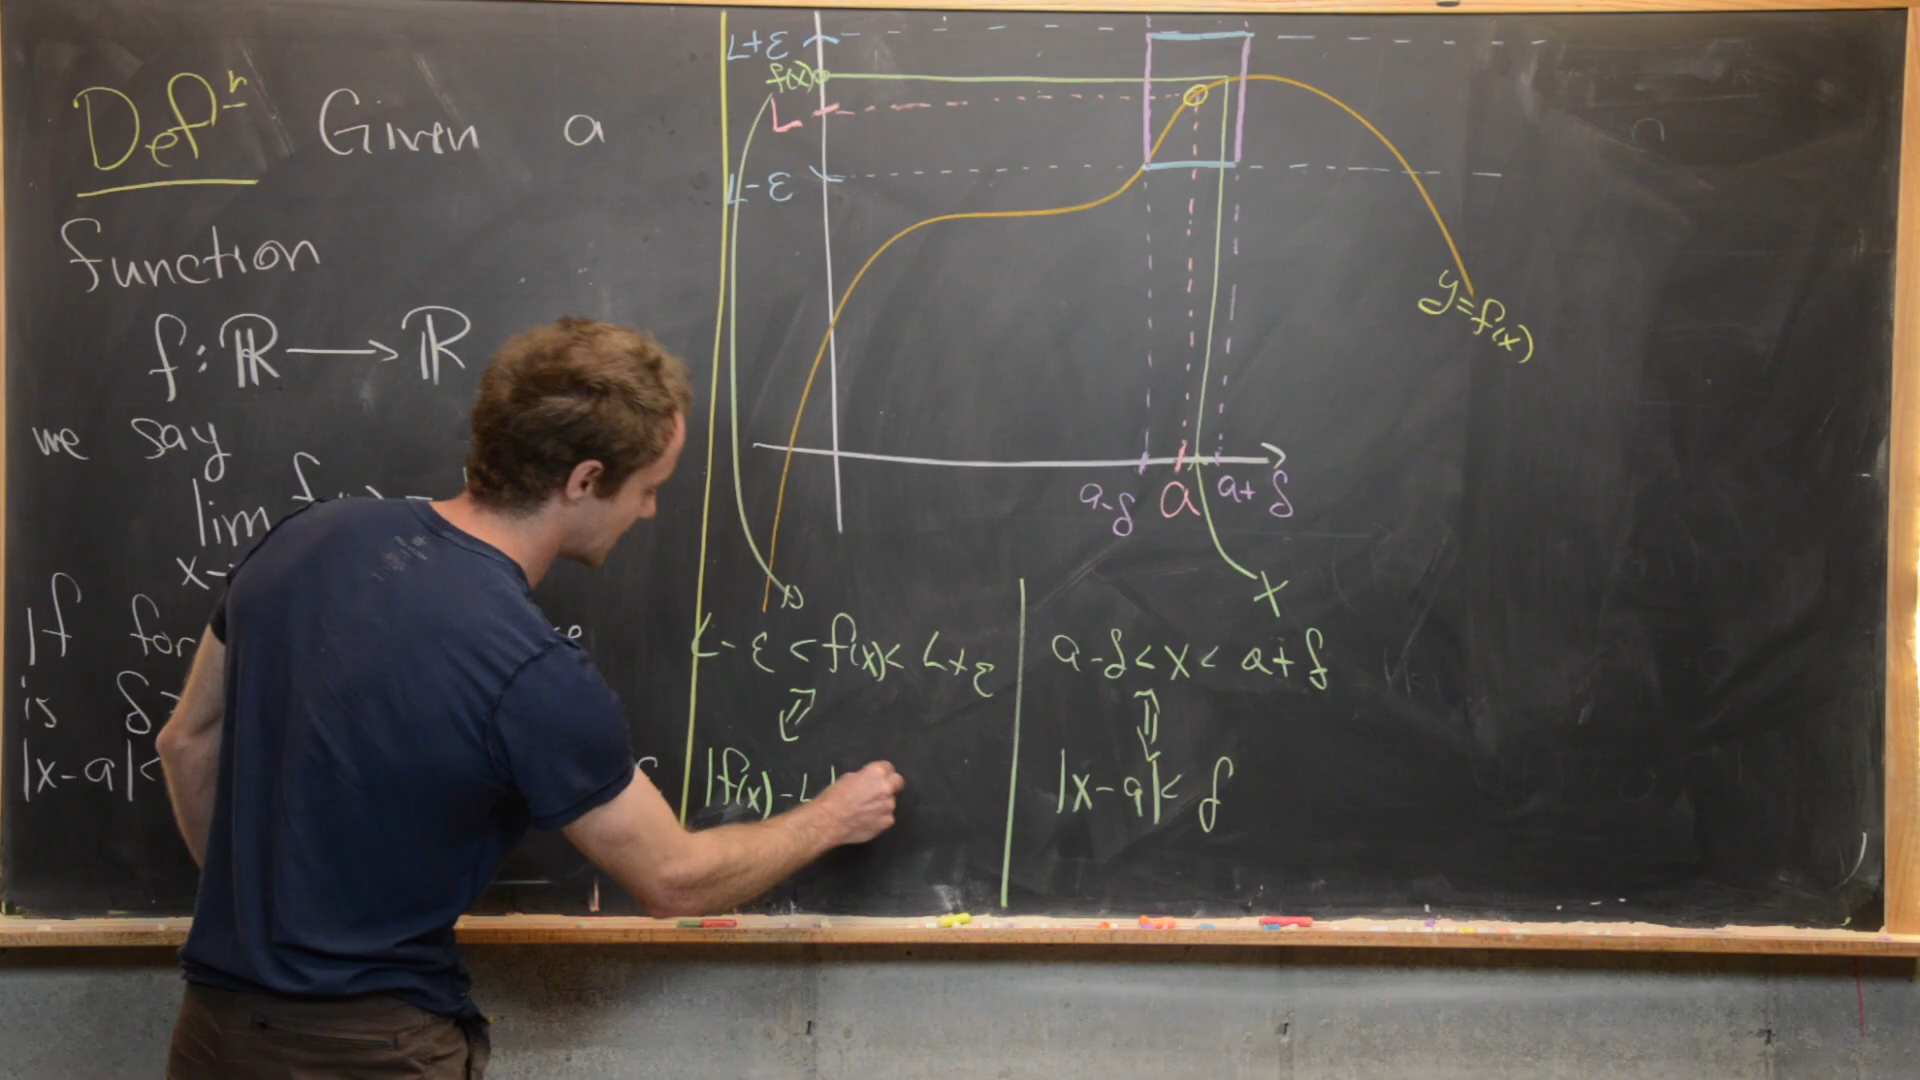 Defⁿ Given a
function
f: ℝ ⟶ ℝ
we say
lim
x→
If for
is δ>
|x-a|<
L+ε
f(x)
L
L-ε
y=f(x)
a-δ a a+δ
x
L-ε < f(x) < L+ε
⇕
|f(x)-L|
a-δ < x < a+δ
⇕
|x-a| < δ